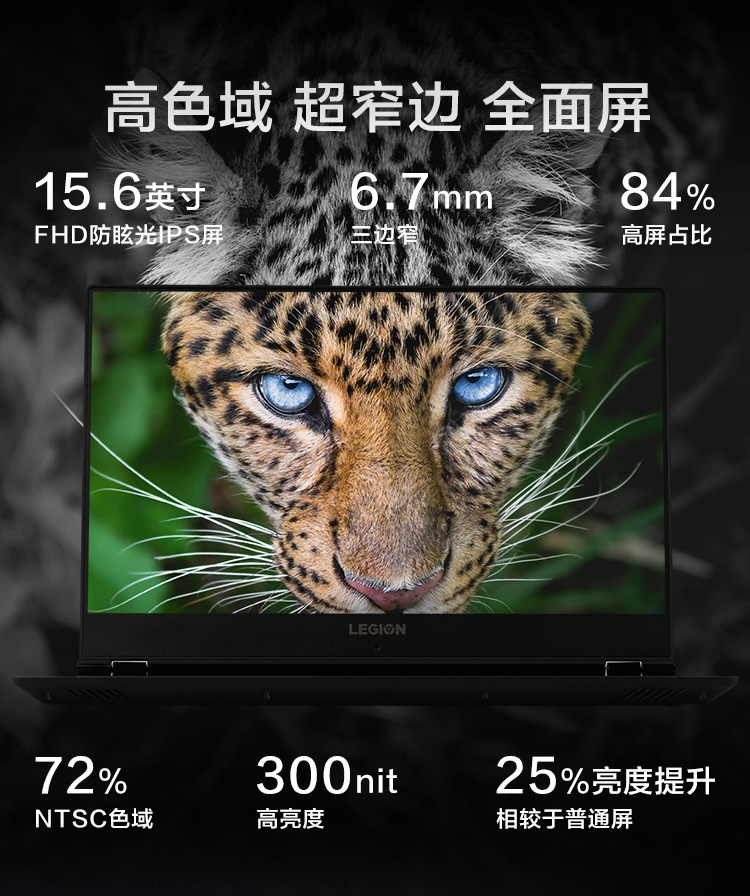 高色域 超窄边 全面屏
15.6英寸
FHD防眩光IPS屏
6.7mm
三边窄
84%
高屏占比
LEGION
72%
NTSC色域
300nit
高亮度
25%亮度提升
相较于普通屏